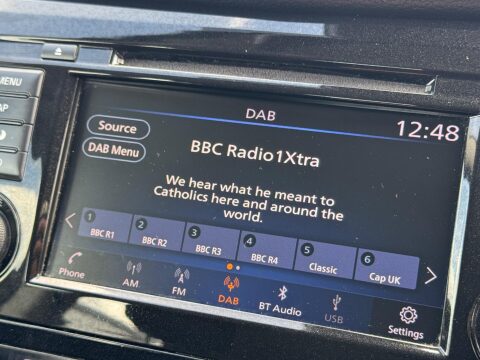 MENU
AP
DAB
12:48
Source
DAB Menu
BBC Radio1Xtra
We hear what he meant to
Catholics here and around the
world.
1
BBC R1
2
BBC R2
3
BBC R3
4
BBC R4
5
Classic
6
Cap UK
Phone
AM
FM
DAB
BT Audio
USB
Settings